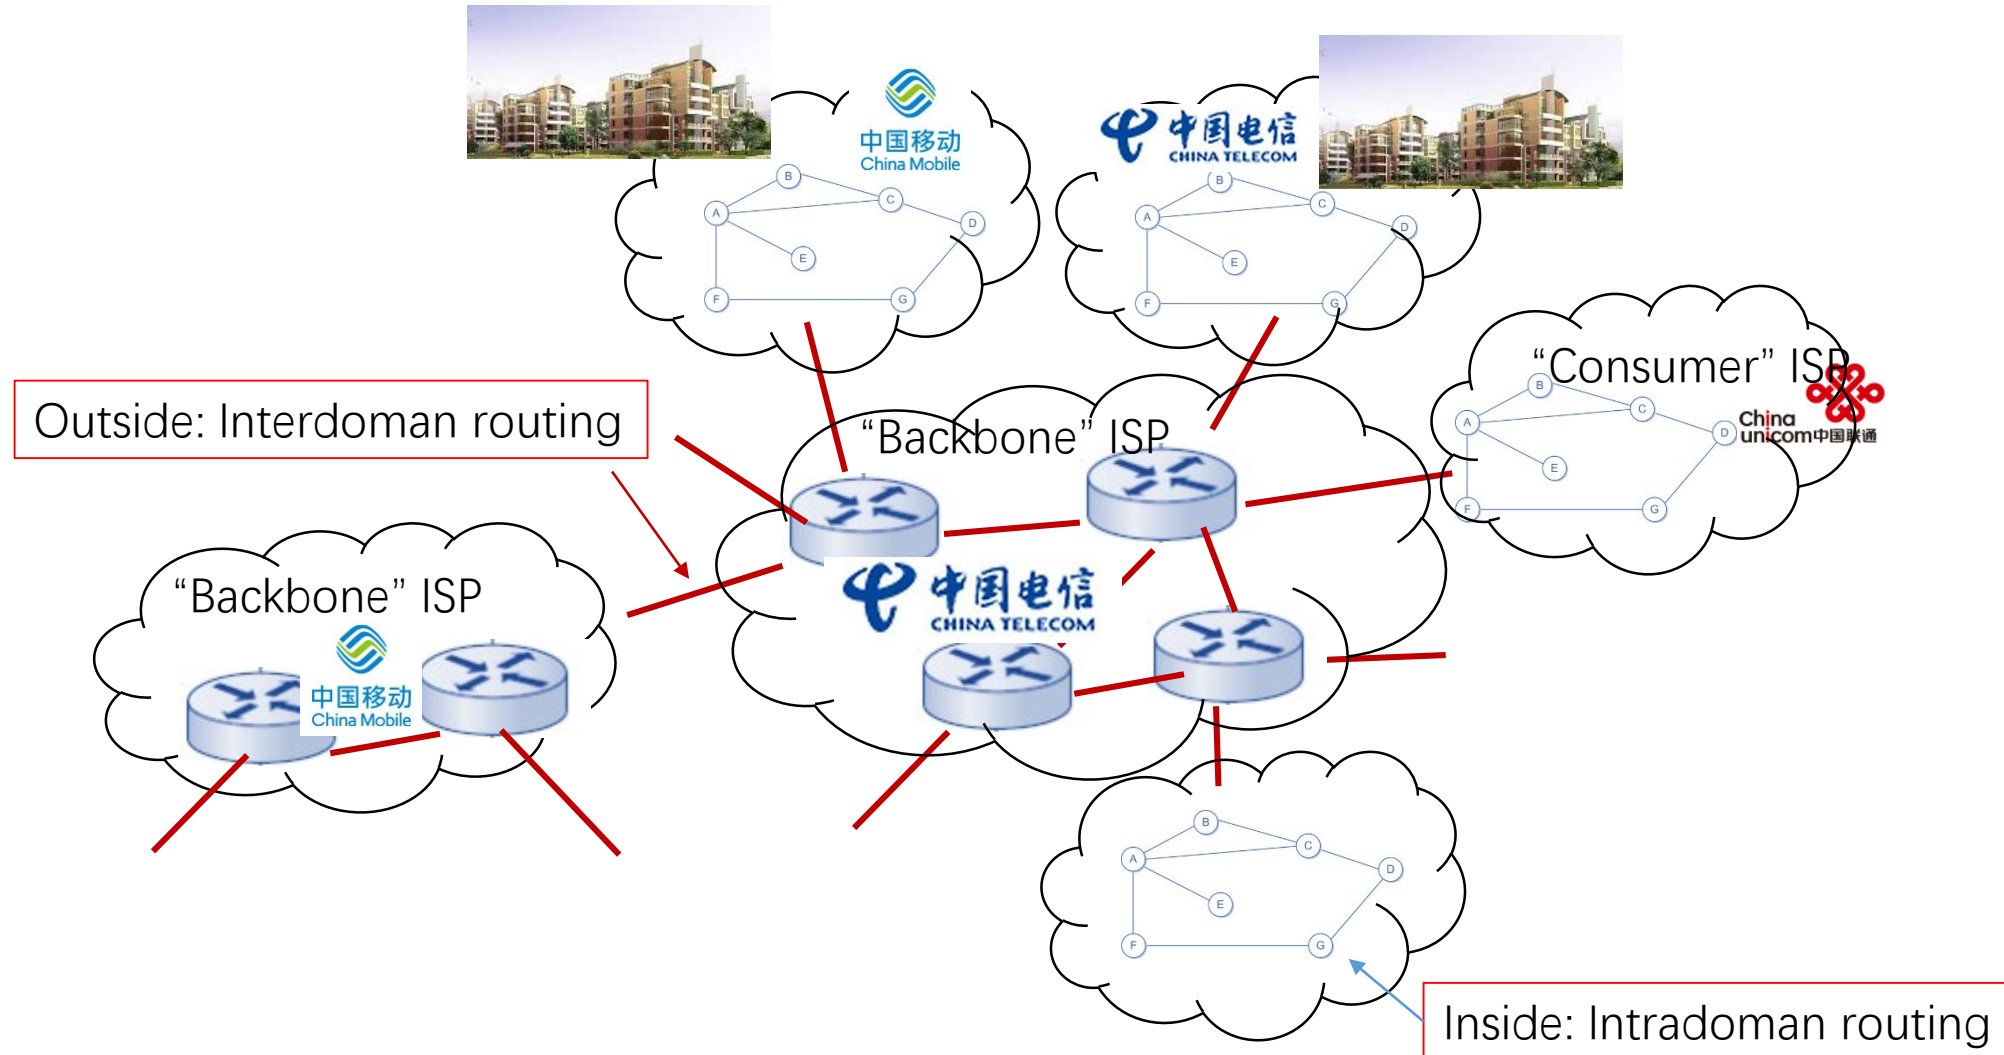 中国移动
China Mobile
B
A
C
D
E
F
G
中国电信
CHINA TELECOM
B
A
C
D
E
F
G
“Consumer” ISP
B
A
C
D
E
F
G
China
unicom中国联通
Outside: Interdoman routing
“Backbone” ISP
中国电信
CHINA TELECOM
“Backbone” ISP
中国移动
China Mobile
B
A
C
D
E
F
G
Inside: Intradoman routing